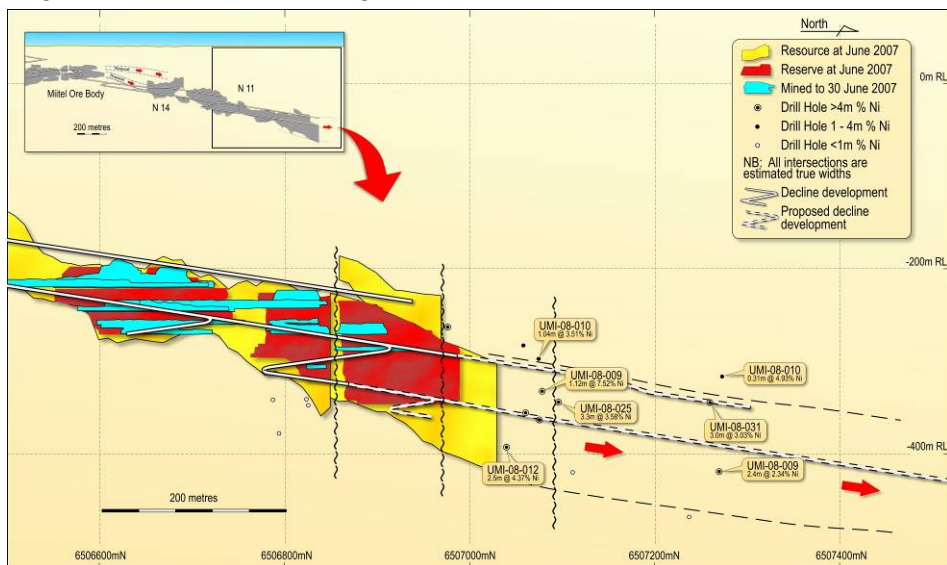 North
Resource at June 2007
Reserve at June 2007
Mined to 30 June 2007
Drill Hole >4m % Ni
Drill Hole 1 - 4m % Ni
Drill Hole <1m % Ni
NB: All intersections are
estimated true widths
Decline development
Proposed decline
development
Miitel Ore Body
N 14
N 11
200 metres
0m RL
-200m RL
-400m RL
UMI-08-010
1.04m @ 3.51% Ni
UMI-08-009
1.12m @ 7.52% Ni
UMI-08-025
3.3m @ 3.58% Ni
UMI-08-010
0.31m @ 4.93% Ni
UMI-08-031
3.0m @ 3.03% Ni
UMI-08-012
2.5m @ 4.37% Ni
UMI-08-009
2.4m @ 2.34% Ni
200 metres
6506600mN
6506800mN
6507000mN
6507200mN
6507400mN